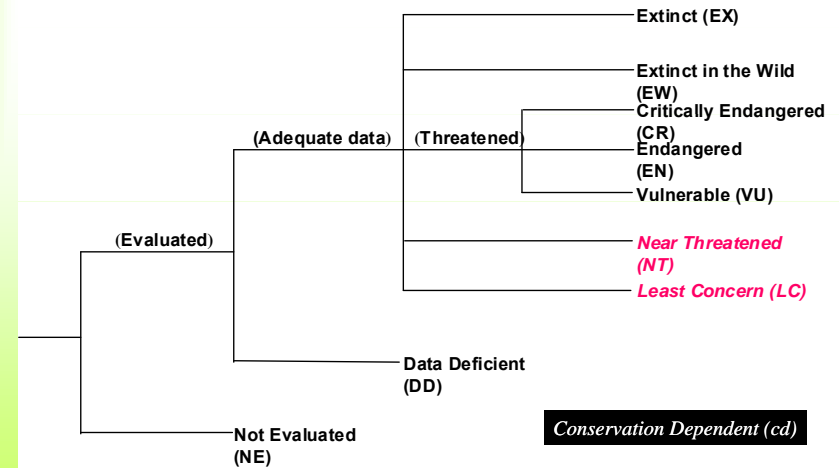 Extinct (EX)
Extinct in the Wild
(EW)
Critically Endangered
(CR)
(Adequate data)
(Threatened)
Endangered
(EN)
Vulnerable (VU)
(Evaluated)
Near Threatened
(NT)
Least Concern (LC)
Data Deficient
(DD)
Conservation Dependent (cd)
Not Evaluated
(NE)